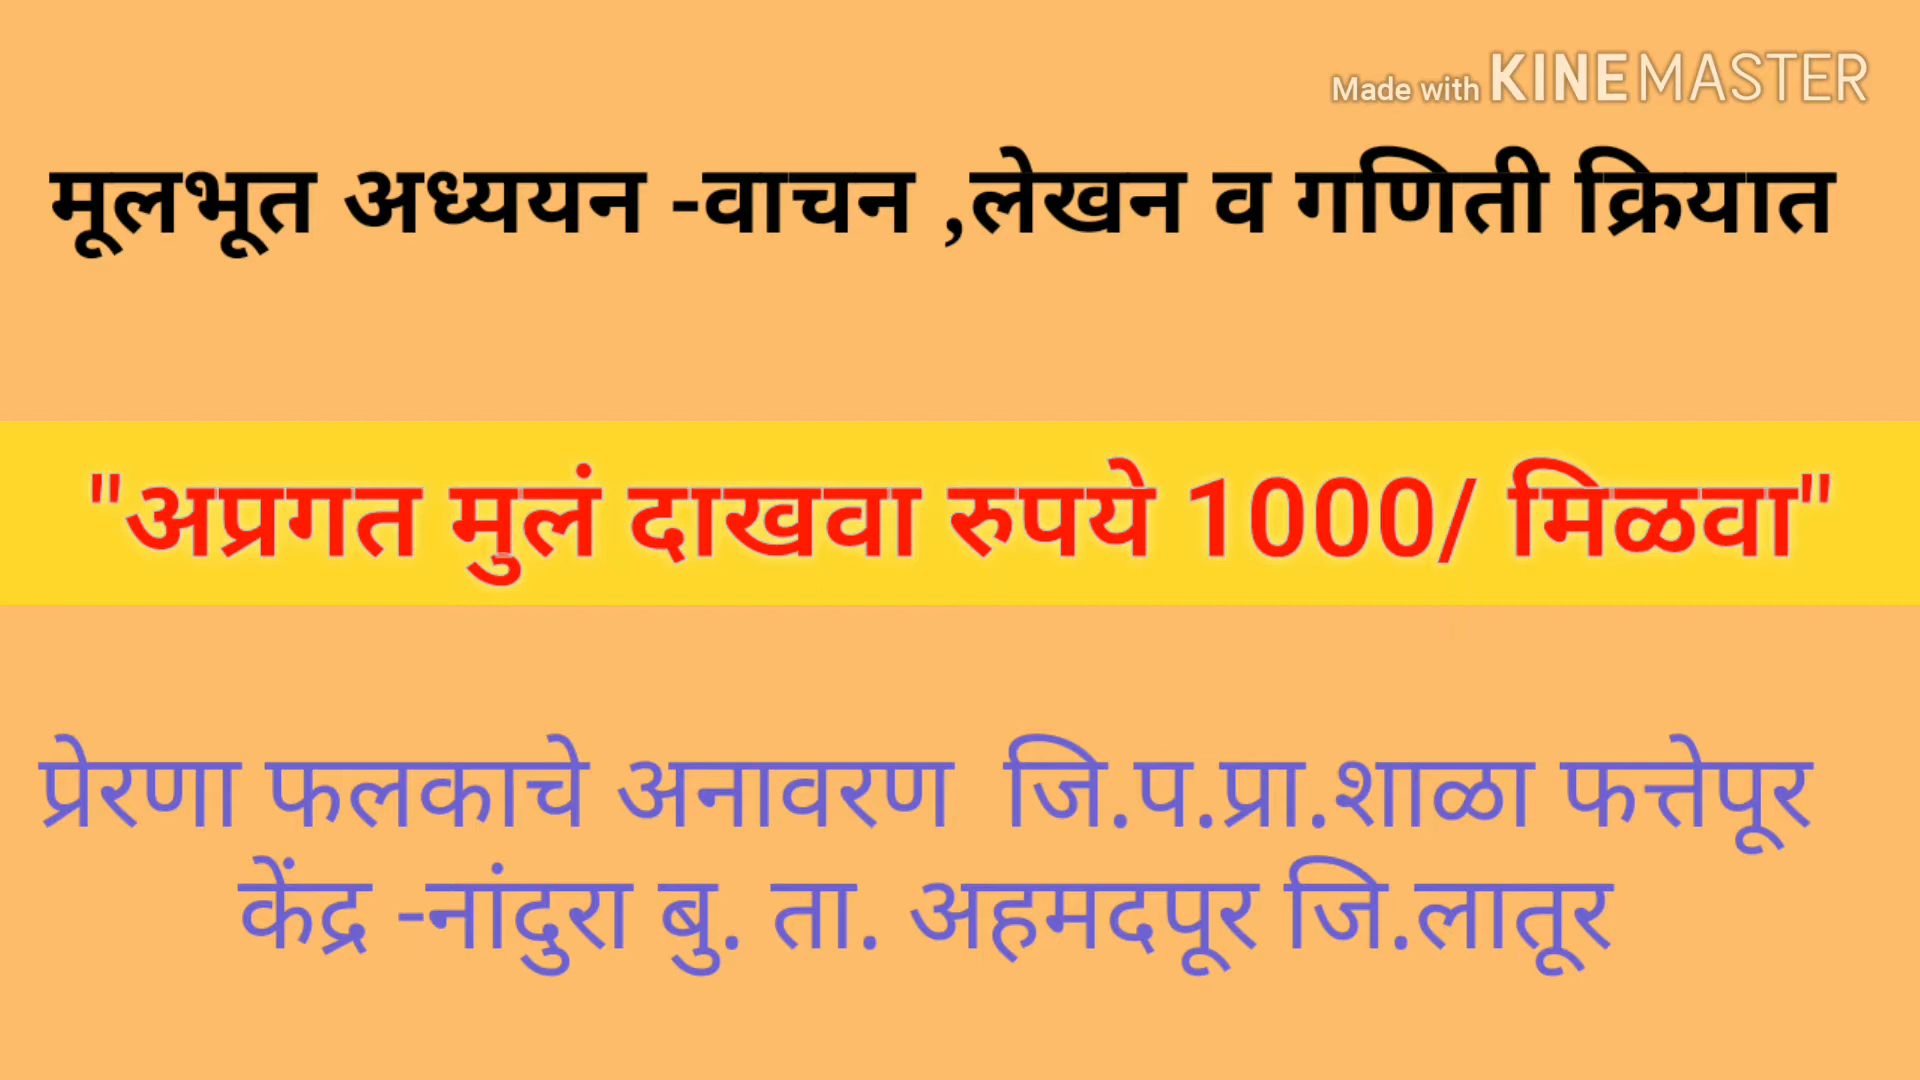 Made with KINEMASTER
मूलभूत अध्ययन -वाचन ,लेखन व गणिती क्रियात
"अप्रगत मुलं दाखवा रुपये 1000/ मिळवा"
प्रेरणा फलकाचे अनावरण  जि.प.प्रा.शाळा फत्तेपूर
केंद्र -नांदुरा बु. ता. अहमदपूर जि.लातूर